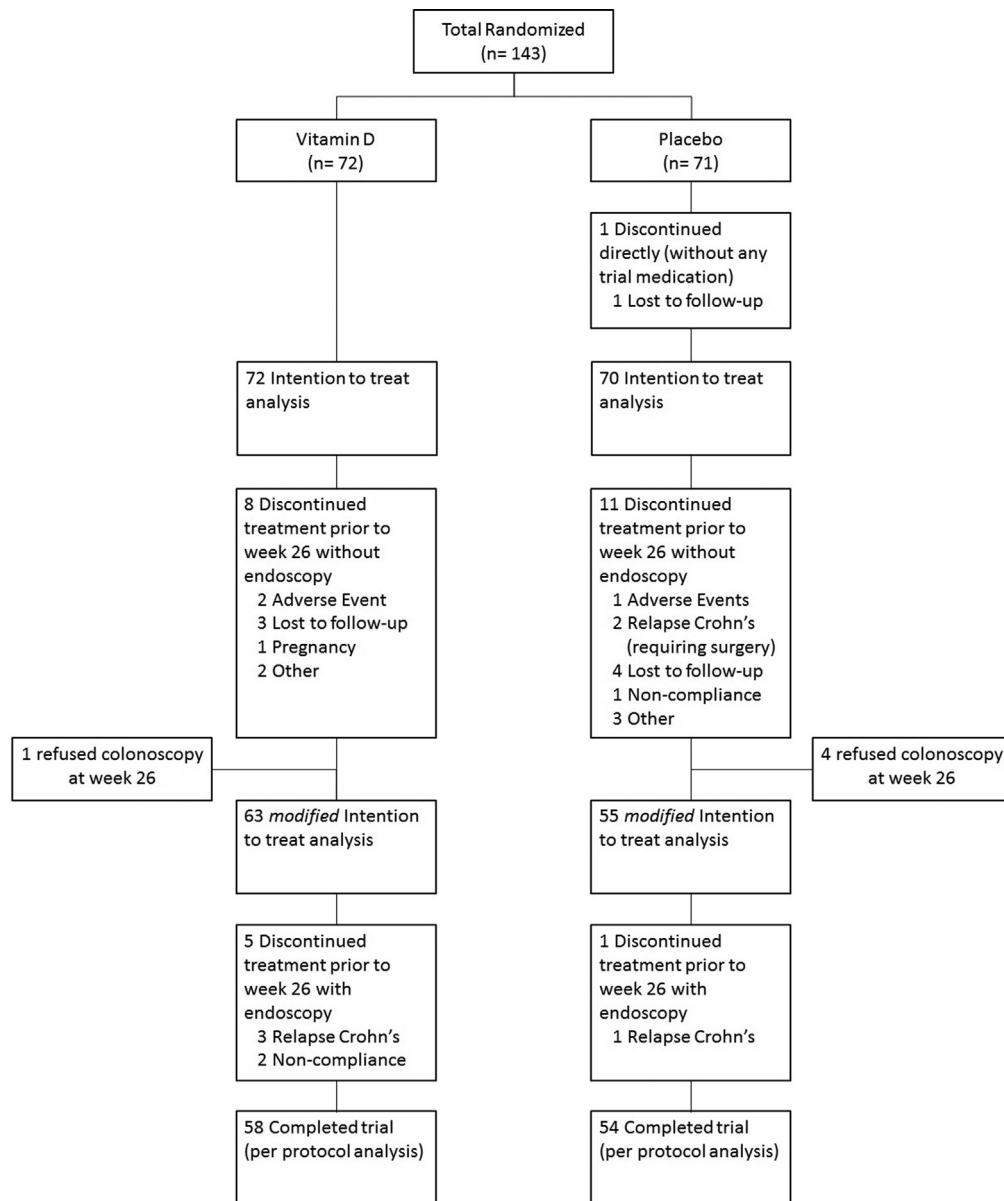 Total Randomized
(n= 143)
Vitamin D
(n= 72)
Placebo
(n= 71)
1 Discontinued
directly (without any
trial medication)
1 Lost to follow-up
72 Intention to treat
analysis
70 Intention to treat
analysis
8 Discontinued
treatment prior to
week 26 without
endoscopy
2 Adverse Event
3 Lost to follow-up
1 Pregnancy
2 Other
11 Discontinued
treatment prior to
week 26 without
endoscopy
1 Adverse Events
2 Relapse Crohn’s
(requiring surgery)
4 Lost to follow-up
1 Non-compliance
3 Other
1 refused colonoscopy
at week 26
4 refused colonoscopy
at week 26
63 modified Intention
to treat analysis
55 modified Intention
to treat analysis
5 Discontinued
treatment prior to
week 26 with
endoscopy
3 Relapse Crohn’s
2 Non-compliance
1 Discontinued
treatment prior to
week 26 with
endoscopy
1 Relapse Crohn’s
58 Completed trial
(per protocol analysis)
54 Completed trial
(per protocol analysis)